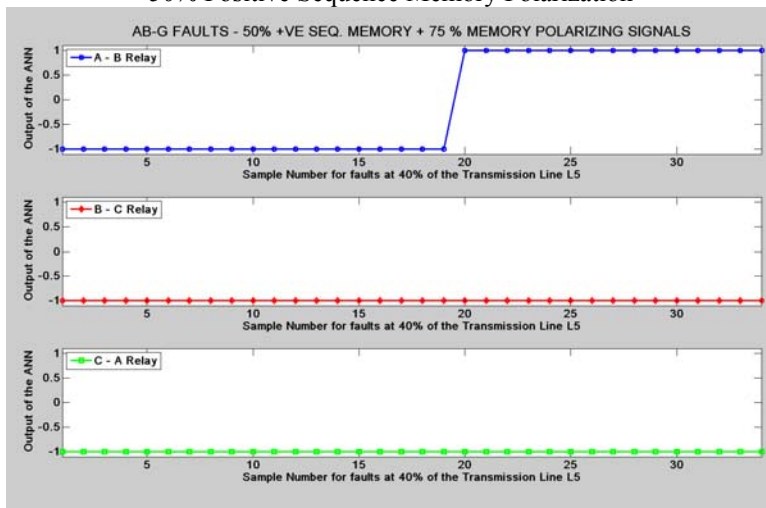 50% Positive Sequence Memory Polarization
AB-G FAULTS - 50% +VE SEQ. MEMORY + 75 % MEMORY POLARIZING SIGNALS
A - B Relay
Output of the ANN
1
0.5
0
-0.5
-1
5 10 15 20 25 30
Sample Number for faults at 40% of the Transmission Line L5
B - C Relay
Output of the ANN
1
0.5
0
-0.5
-1
5 10 15 20 25 30
Sample Number for faults at 40% of the Transmission Line L5
C - A Relay
Output of the ANN
1
0.5
0
-0.5
-1
5 10 15 20 25 30
Sample Number for faults at 40% of the Transmission Line L5